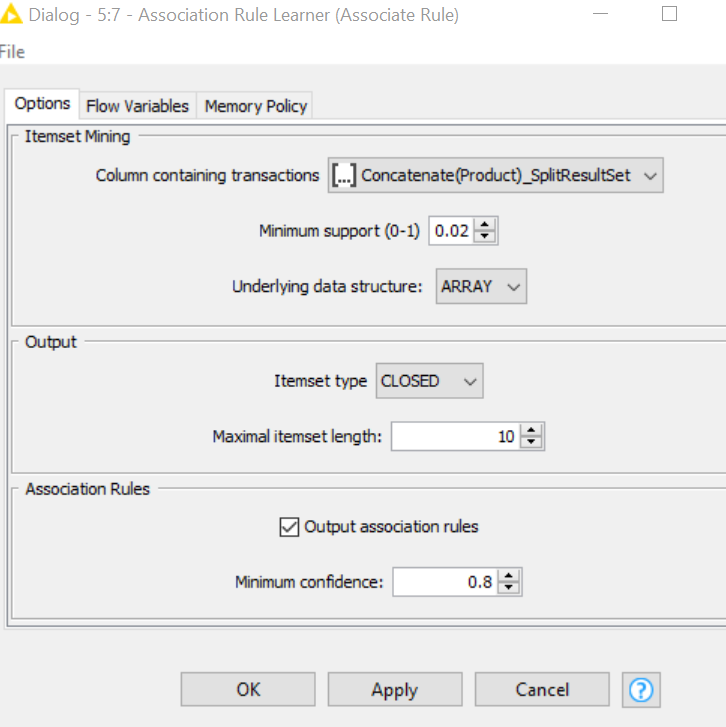 Dialog - 5:7 - Association Rule Learner (Associate Rule)
File
Options Flow Variables Memory Policy
Itemset Mining
Column containing transactions [...] Concatenate(Product)_SplitResultSet
Minimum support (0-1) 0.02
Underlying data structure: ARRAY
Output
Itemset type CLOSED
Maximal itemset length: 10
Association Rules
Output association rules
Minimum confidence: 0.8
OK Apply Cancel ?